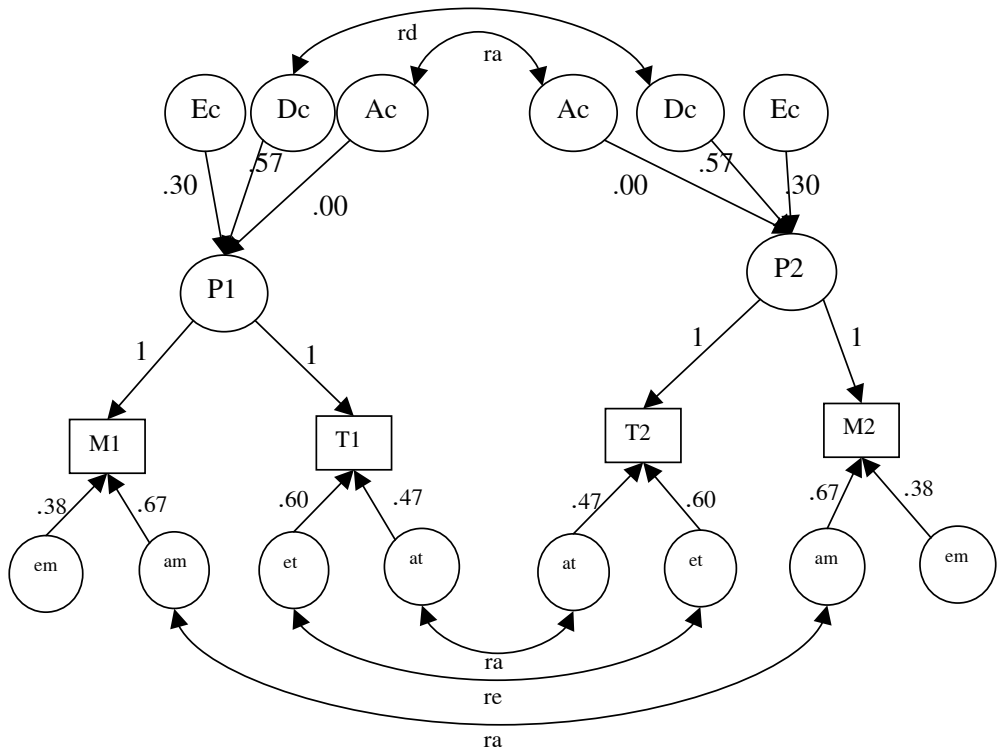 rd
ra
Ec
Dc
Ac
Ac
Dc
Ec
.30
.57
.00
.00
.57
.30
P1
P2
1
1
1
1
M1
T1
T2
M2
.38
.67
.60
.47
.47
.60
.67
.38
em
am
et
at
at
et
am
em
ra
re
ra